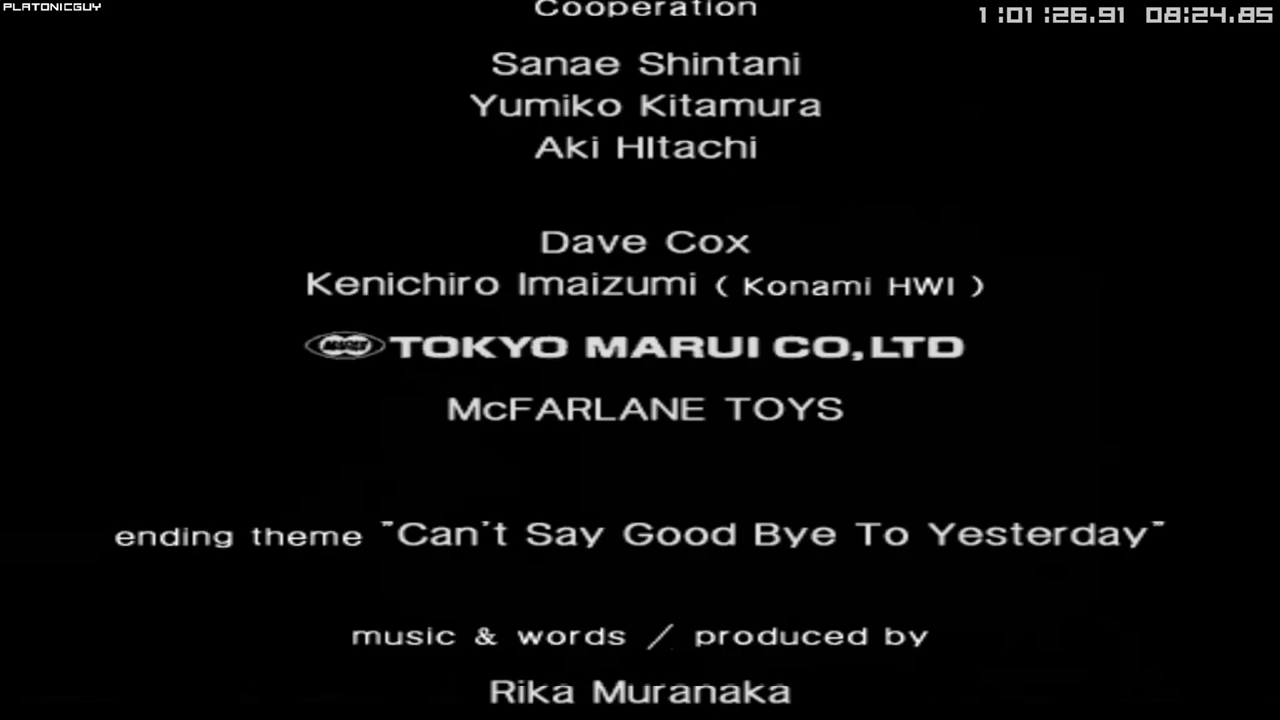 PLATONICGUY
1:01:26.91 08:24.85
Cooperation
Sanae Shintani
Yumiko Kitamura
Aki HItachi
Dave Cox
Kenichiro Imaizumi ( Konami HWI )
TOKYO MARUI CO,LTD
McFARLANE TOYS
ending theme "Can't Say Good Bye To Yesterday"
music & words / produced by
Rika Muranaka